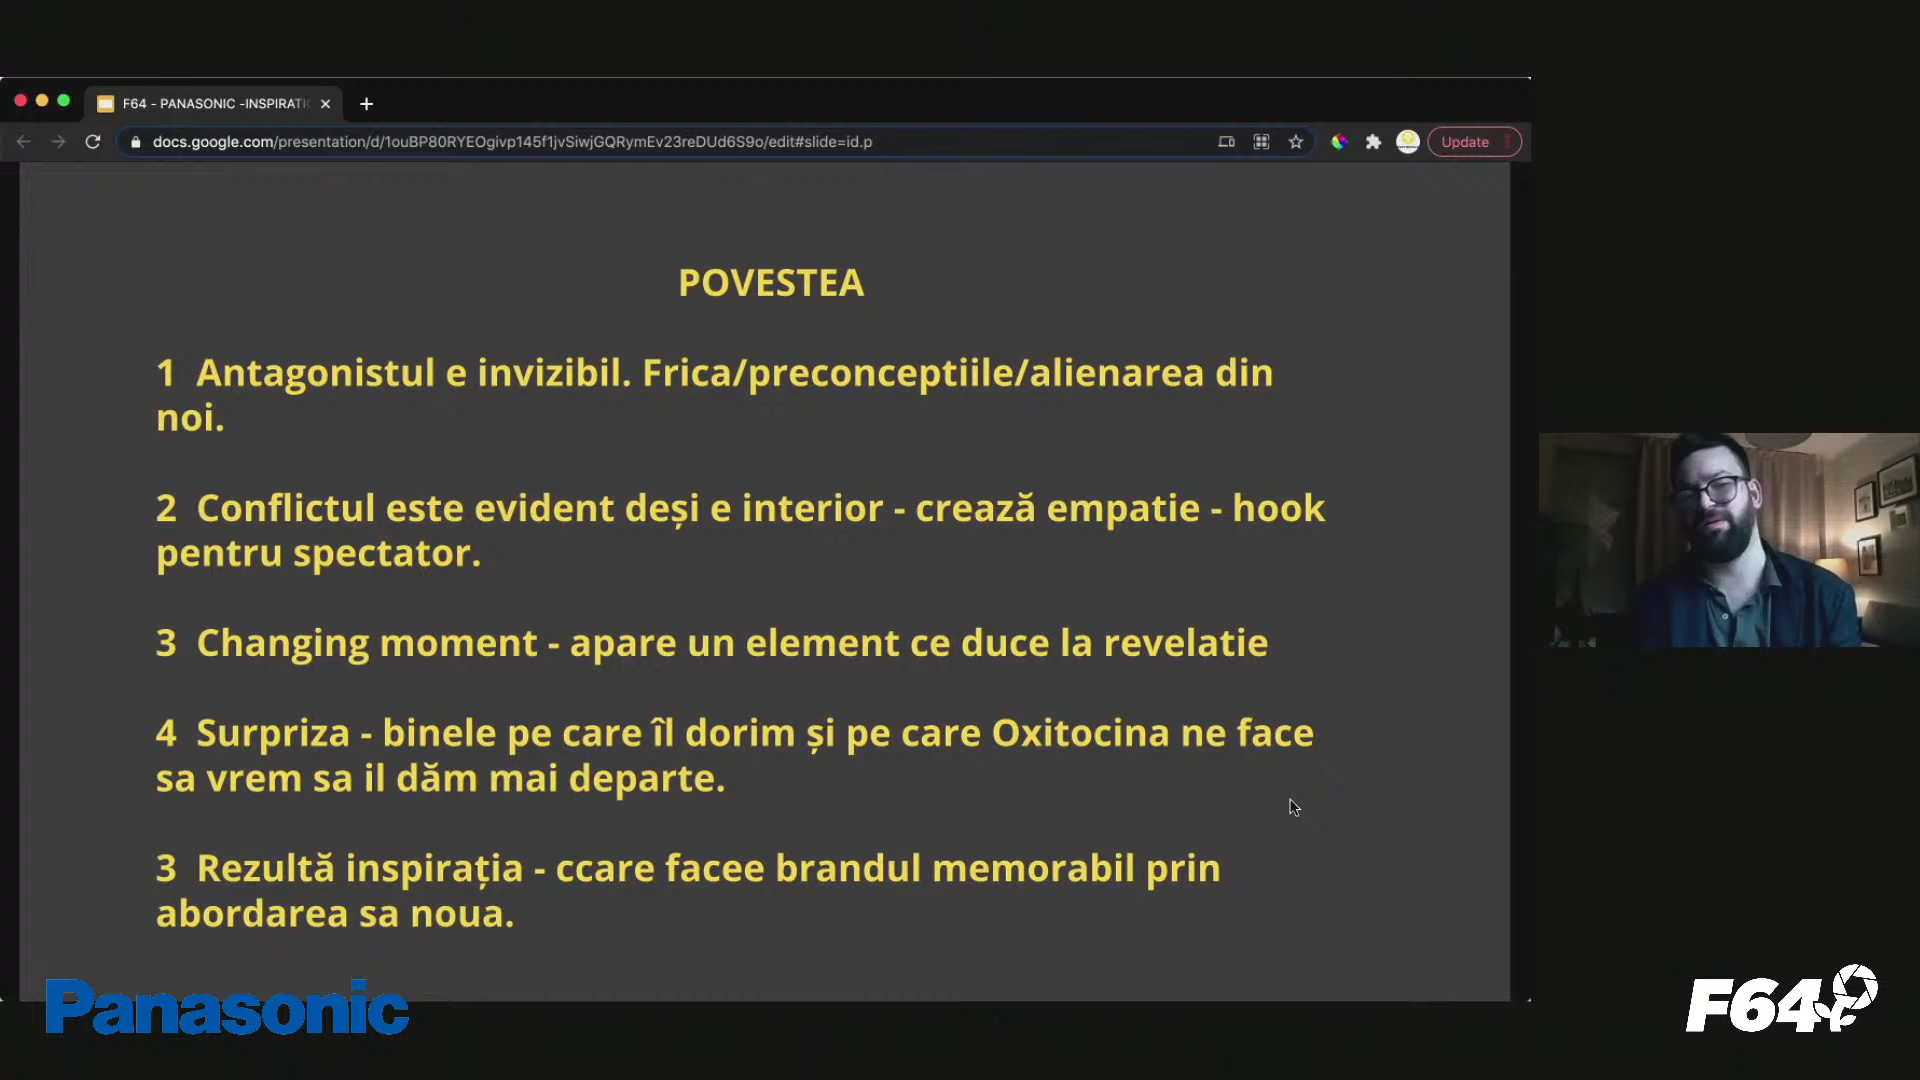 F64 - PANASONIC -INSPIRATI
docs.google.com/presentation/d/1ouBP80RYEOgivp145f1jvSiwjGQRymEv23reDUd6S9o/edit#slide=id.p
Update
POVESTEA
1 Antagonistul e invizibil. Frica/preconceptiile/alienarea din
noi.
2 Conflictul este evident deși e interior - crează empatie - hook
pentru spectator.
3 Changing moment - apare un element ce duce la revelatie
4 Surpriza - binele pe care îl dorim și pe care Oxitocina ne face
sa vrem sa il dăm mai departe.
3 Rezultă inspirația - ccare facee brandul memorabil prin
abordarea sa noua.
Panasonic
F64